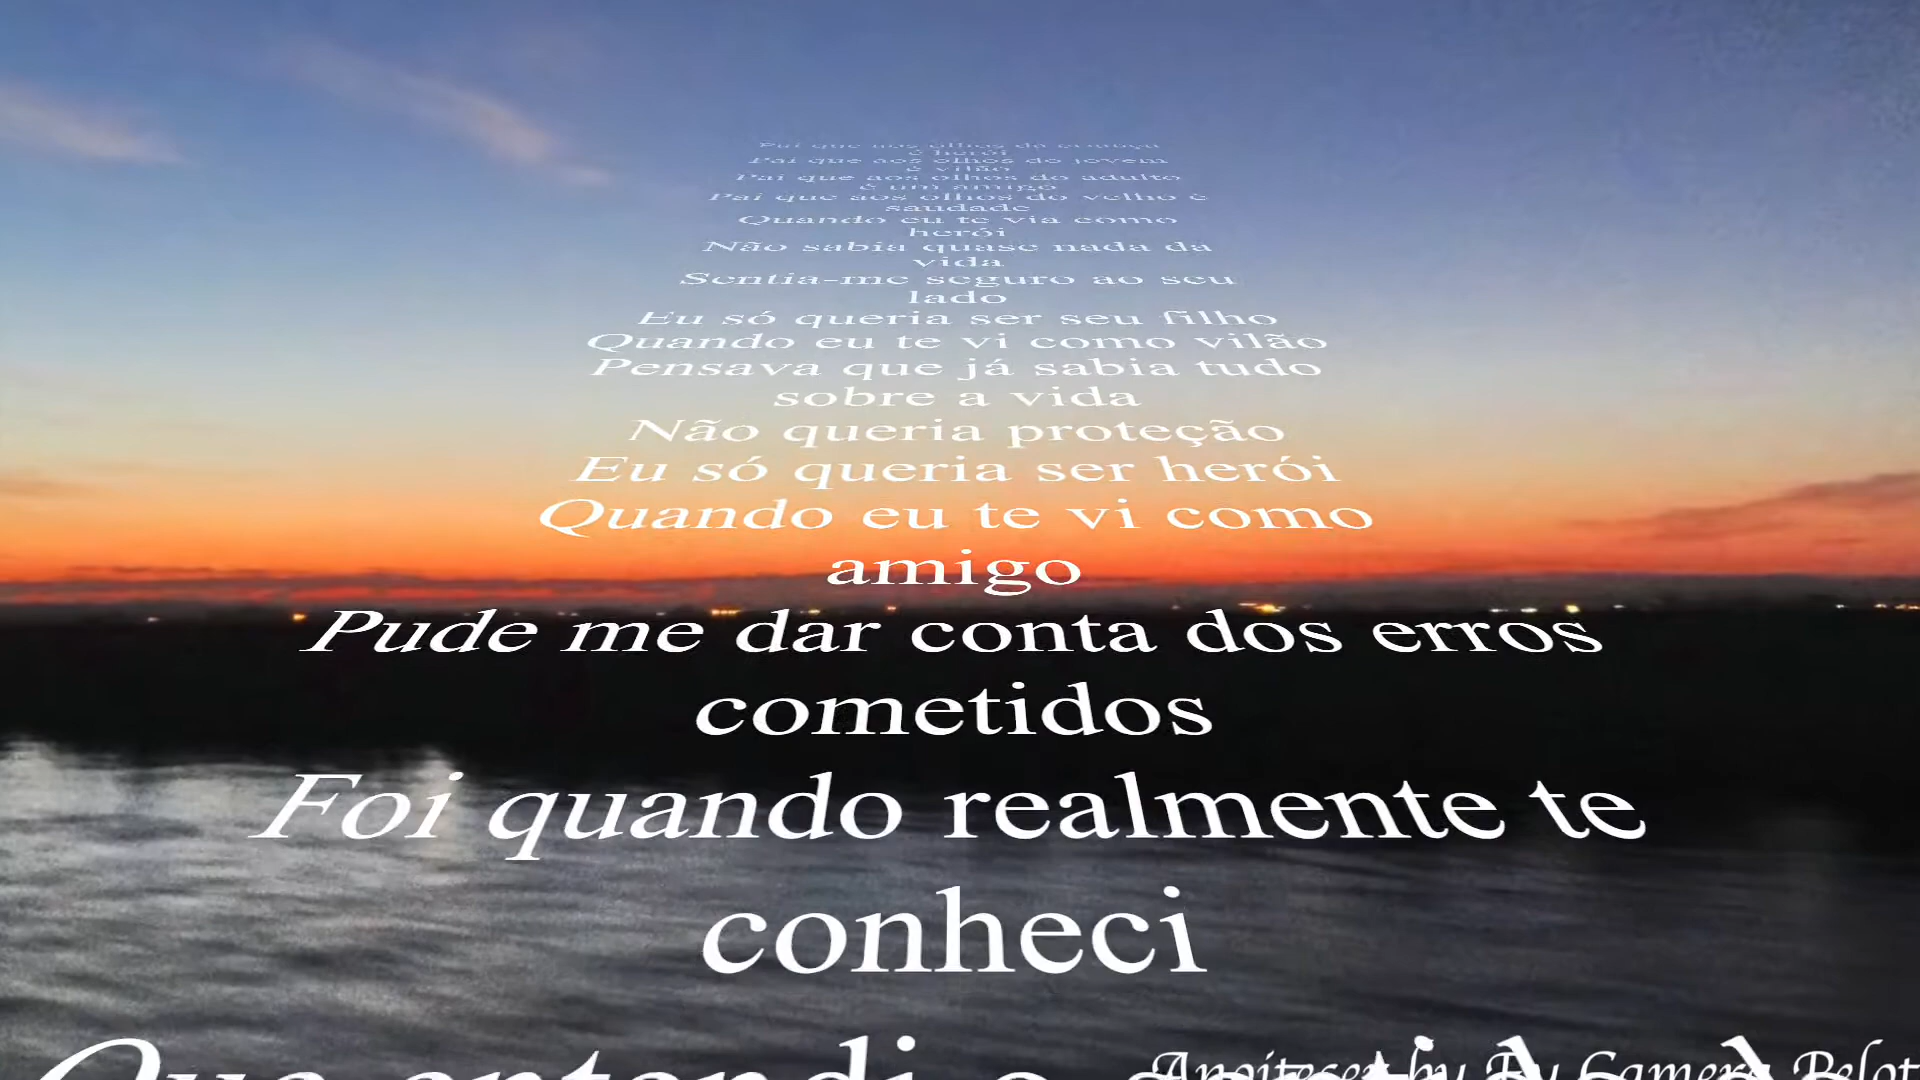 Pai que aos olhos da criança
é herói
Pai que aos olhos do jovem
é vilão
Pai que aos olhos do adulto
é um amigo
Pai que aos olhos do velho è
saudade
Quando eu te via como
herói
Não sabia quase nada da
vida
Sentia-me seguro ao seu
lado
Eu só queria ser seu filho
Quando eu te vi como vilão
Pensava que já sabia tudo
sobre a vida
Não queria proteção
Eu só queria ser herói
Quando eu te vi como
amigo
Pude me dar conta dos erros
cometidos
Foi quando realmente te
conheci
Que entendi o
Anoiteser by